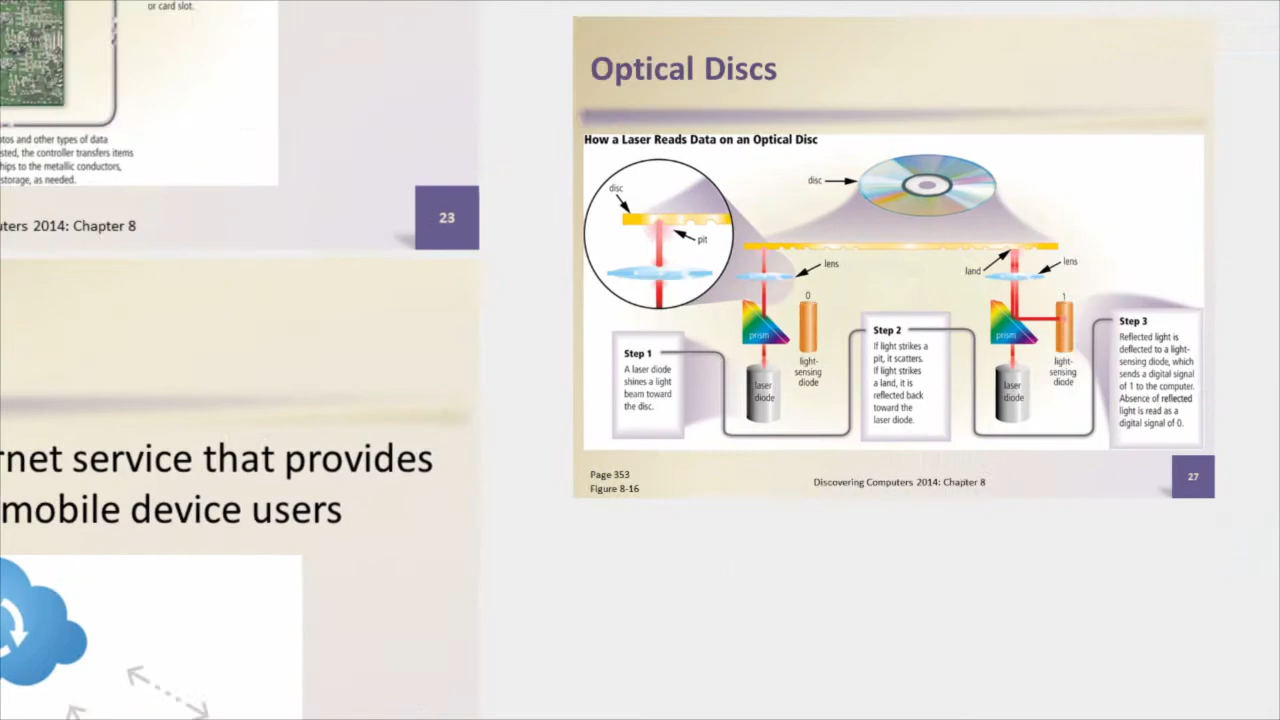 or card slot.
and other types of data
the controller transfers items
to the metallic conductors,
storage, as needed.
2014: Chapter 8
23
service that provides
mobile device users
Optical Discs
How a Laser Reads Data on an Optical Disc
disc
pit
disc
lens
land
lens
0
1
prism
prism
light-
sensing
diode
light-
sensing
diode
laser
diode
laser
diode
Step 1
A laser diode
shines a light
beam toward
the disc.
Step 2
If light strikes a
pit, it scatters.
If light strikes
a land, it is
reflected back
toward the
laser diode.
Step 3
Reflected light is
deflected to a light-
sensing diode, which
sends a digital signal
of 1 to the computer.
Absence of reflected
light is read as a
digital signal of 0.
Page 353
Figure 8-16
Discovering Computers 2014: Chapter 8
27